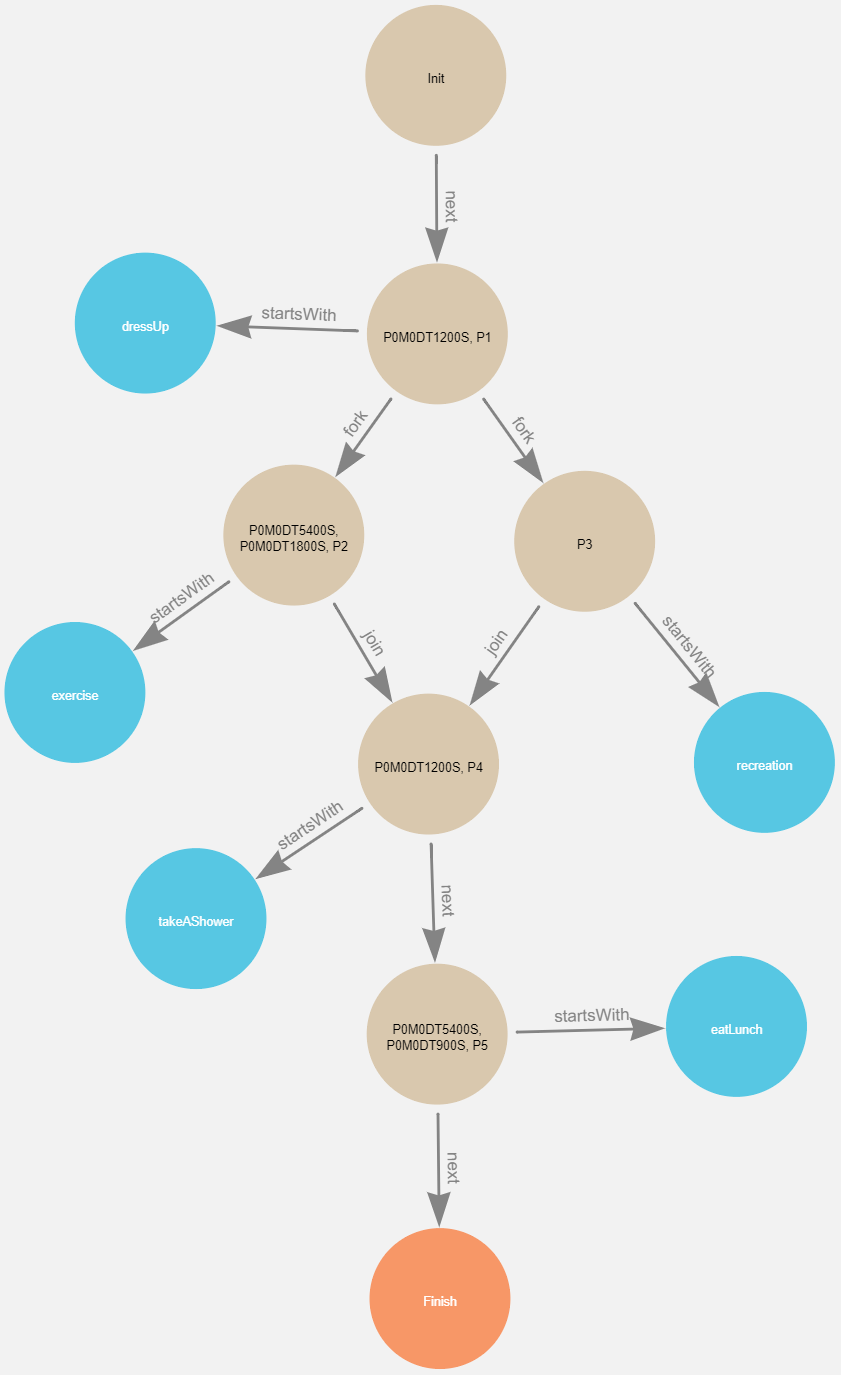 Init
next
startsWith
dressUp
P0M0DT1200S, P1
fork
fork
P0M0DT5400S,
P0M0DT1800S, P2
P3
startsWith
join
join
startsWith
exercise
P0M0DT1200S, P4
recreation
startsWith
takeAShower
next
P0M0DT5400S,
P0M0DT900S, P5
startsWith
eatLunch
next
Finish